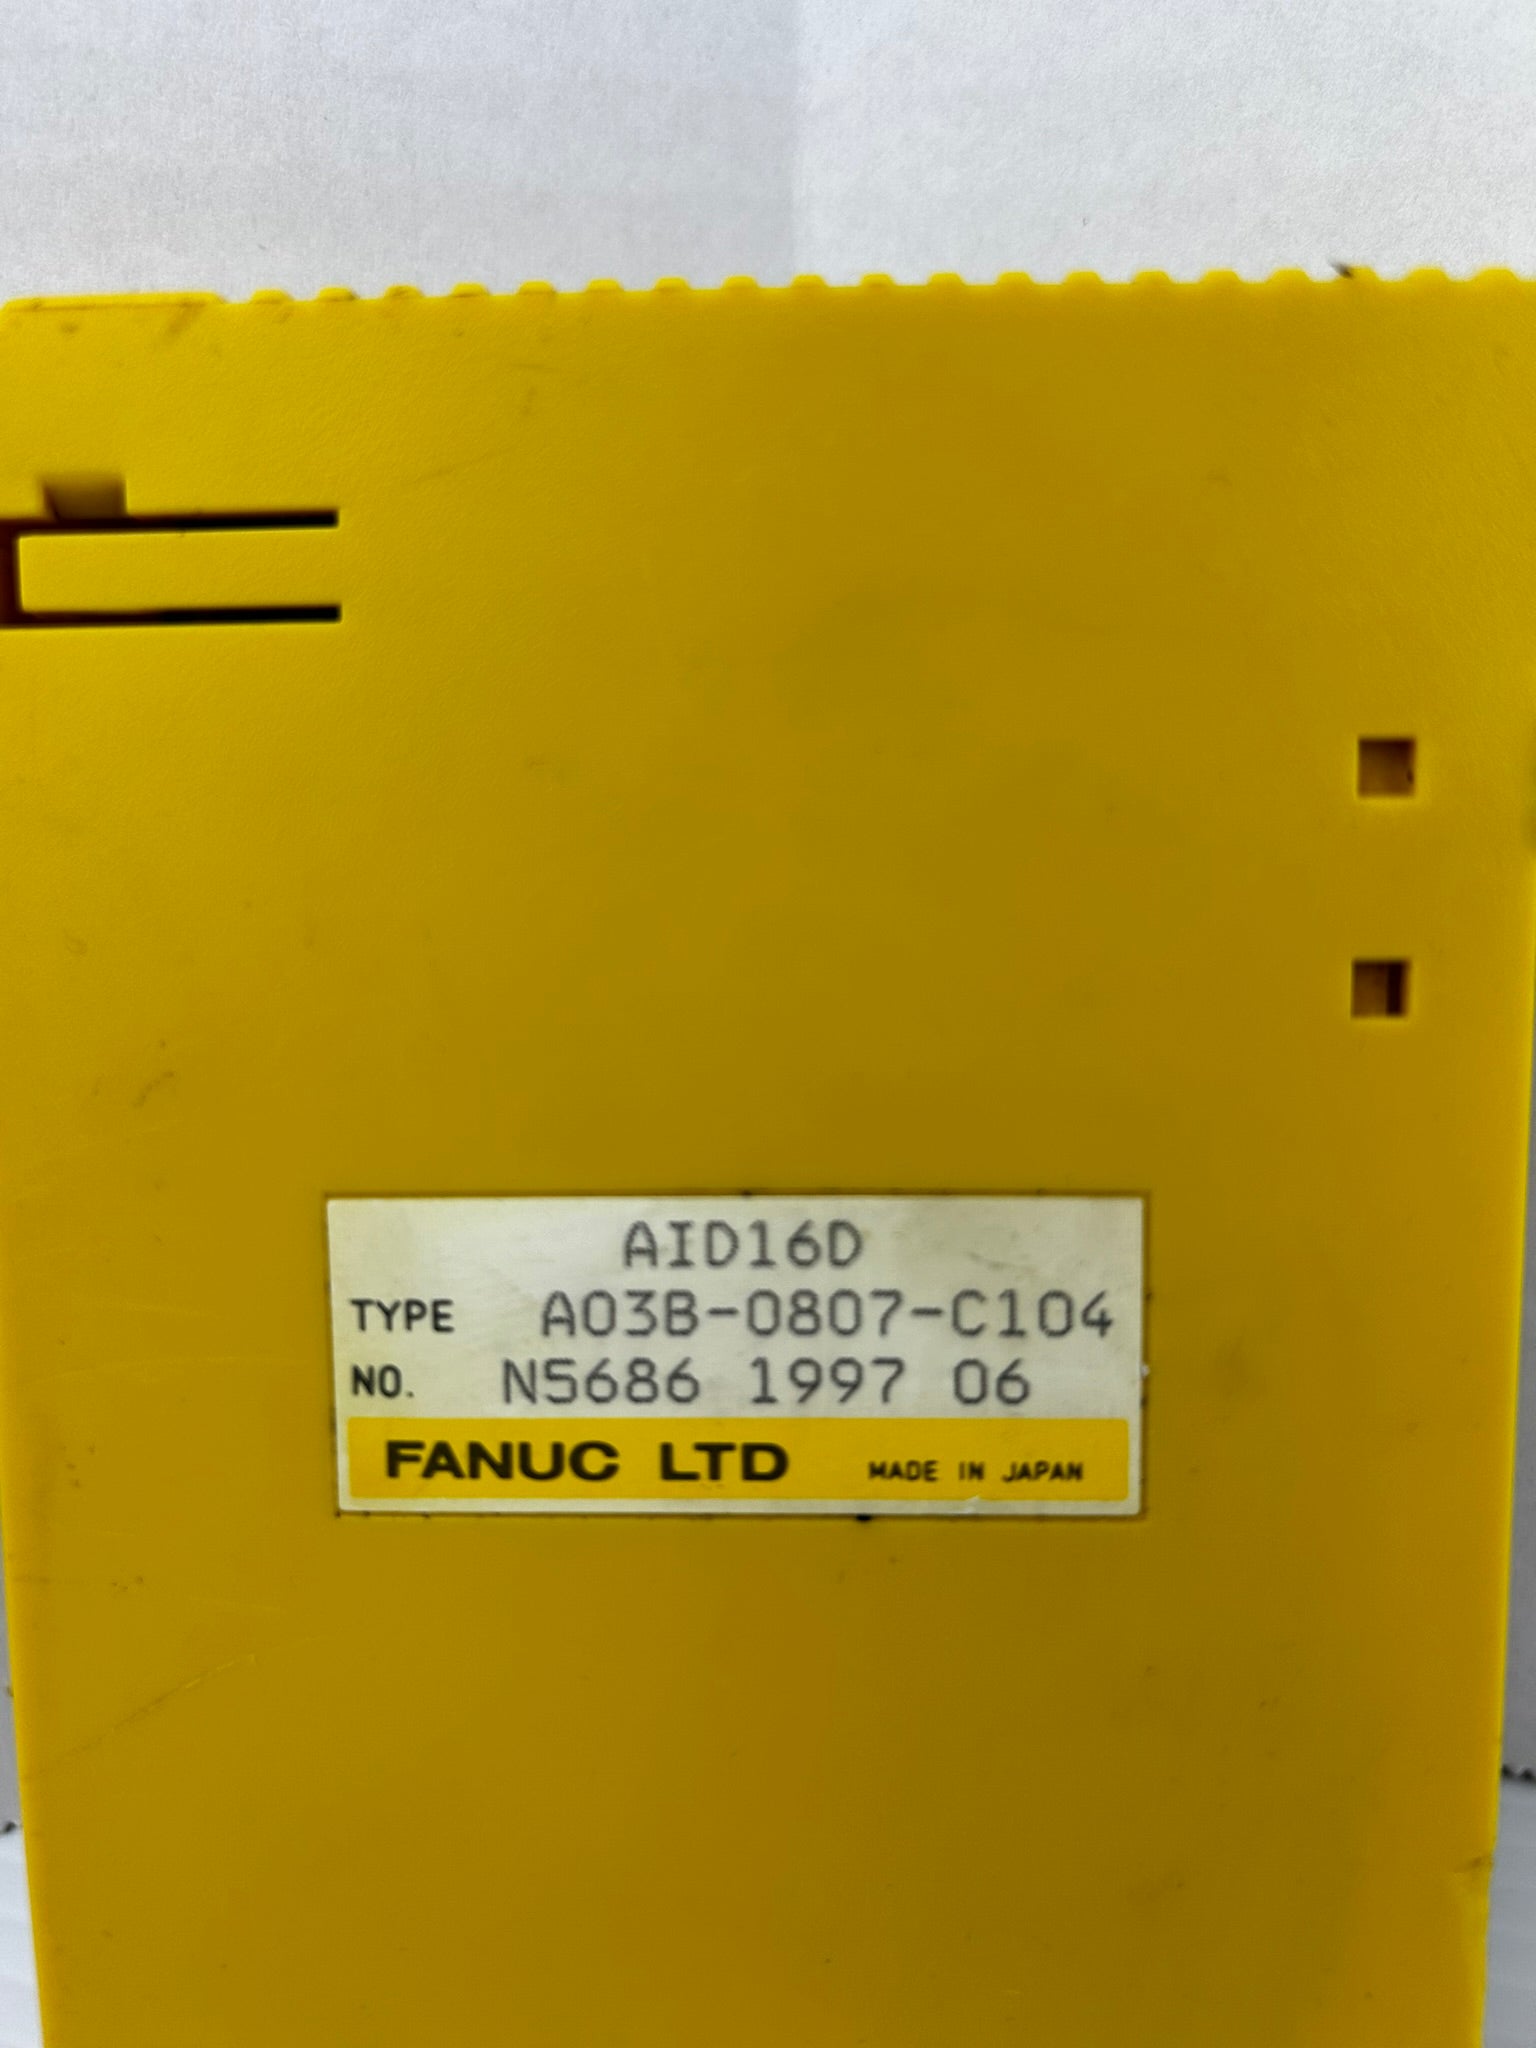 AID16D
TYPE A03B-0807-C104
NO. N5686 1997 06
FANUC LTD MADE IN JAPAN